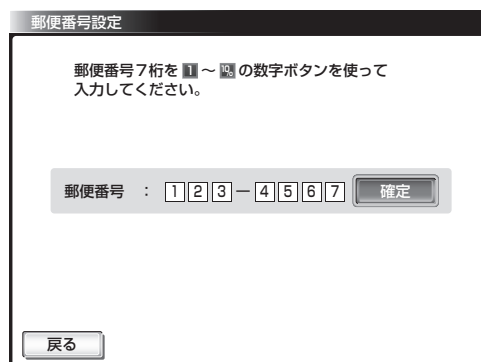 郵便番号設定
郵便番号7桁を 1 ~ 10 の数字ボタンを使って
入力してください。
郵便番号 : 1 2 3 ー 4 5 6 7 確定
戻る